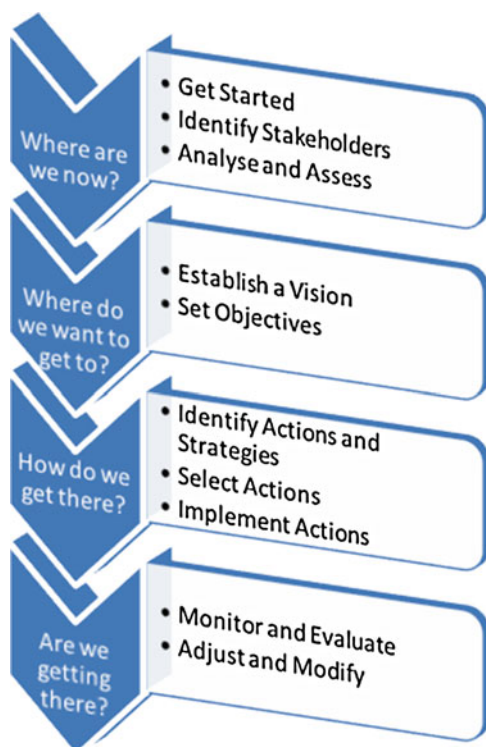 Where are
we now?
• Get Started
• Identify Stakeholders
• Analyse and Assess
Where do
we want to
get to?
• Establish a Vision
• Set Objectives
How do we
get there?
• Identify Actions and
Strategies
• Select Actions
• Implement Actions
Are we
getting
there?
• Monitor and Evaluate
• Adjust and Modify